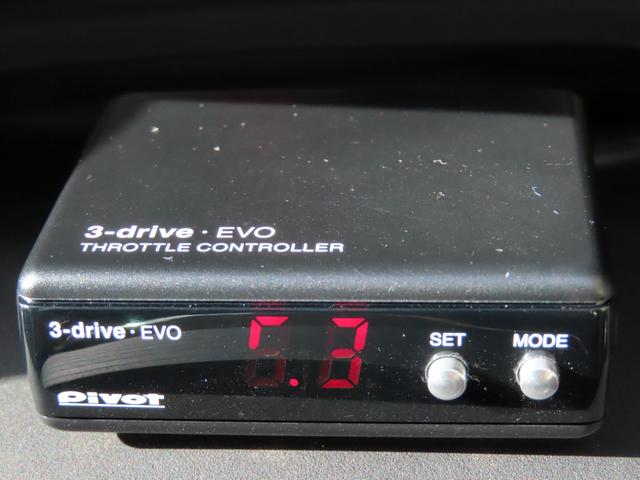 3-drive · EVO
THROTTLE CONTROLLER
3-drive · EVO
SET
MODE
Pivot